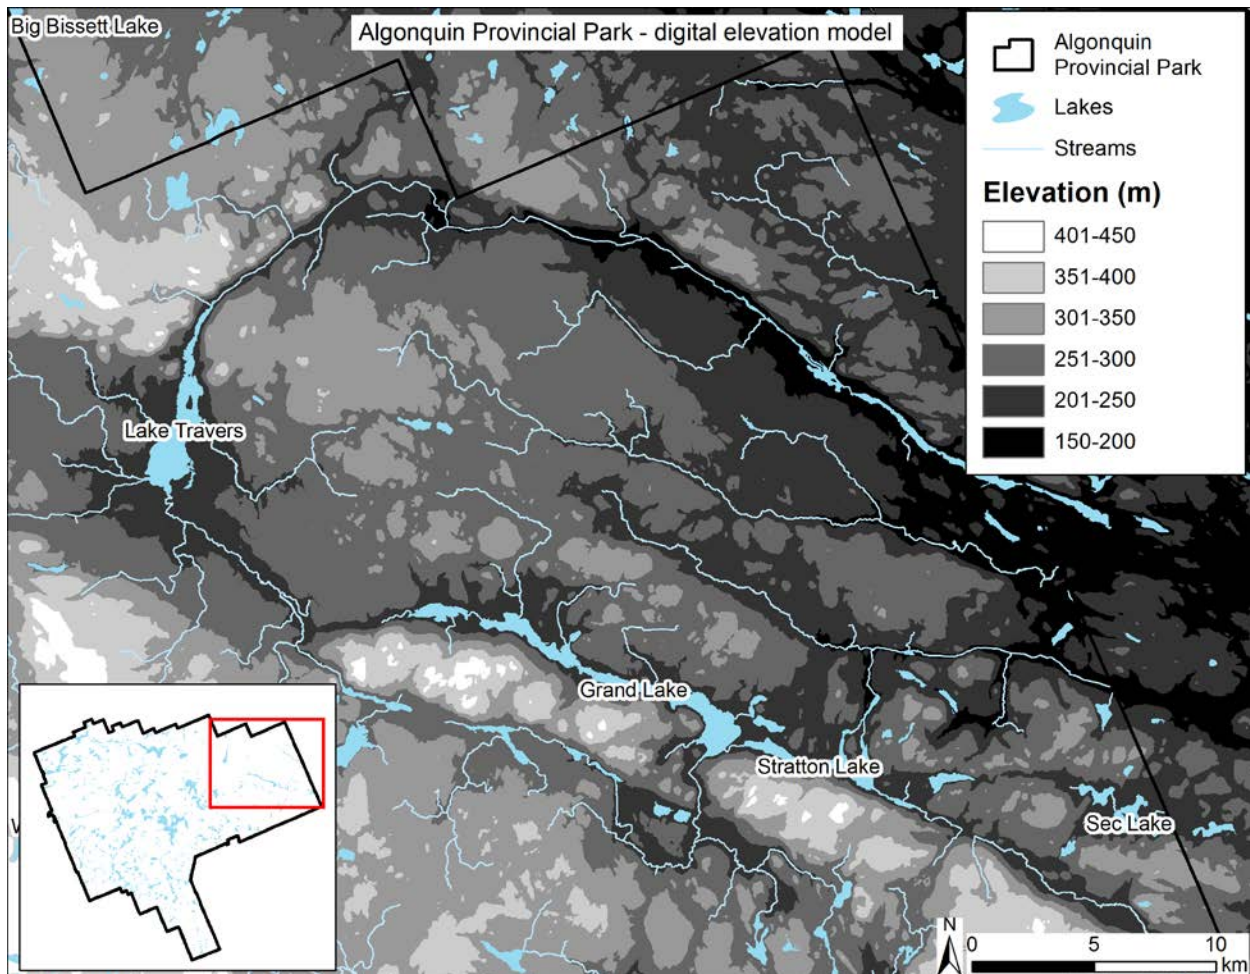 Big Bissett Lake
Algonquin Provincial Park - digital elevation model
Algonquin
Provincial Park
Lakes
Streams
Elevation (m)
401-450
351-400
301-350
251-300
201-250
150-200
Lake Travers
Grand Lake
Stratton Lake
Sec Lake
N
0 5 10
km